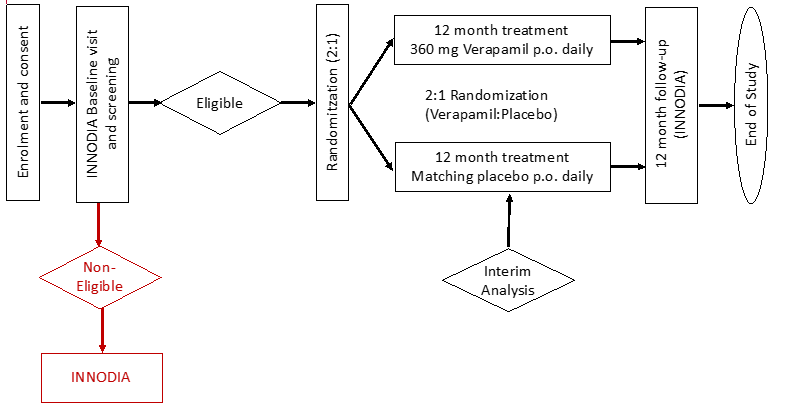 Enrolment and consent
INNODIA Baseline visit
and screening
Eligible
Randomitzation (2:1)
12 month treatment
360 mg Verapamil p.o. daily
2:1 Randomization
(Verapamil:Placebo)
12 month treatment
Matching placebo p.o. daily
12 month follow-up
(INNODIA)
End of Study
Non-
Eligible
Interim
Analysis
INNODIA